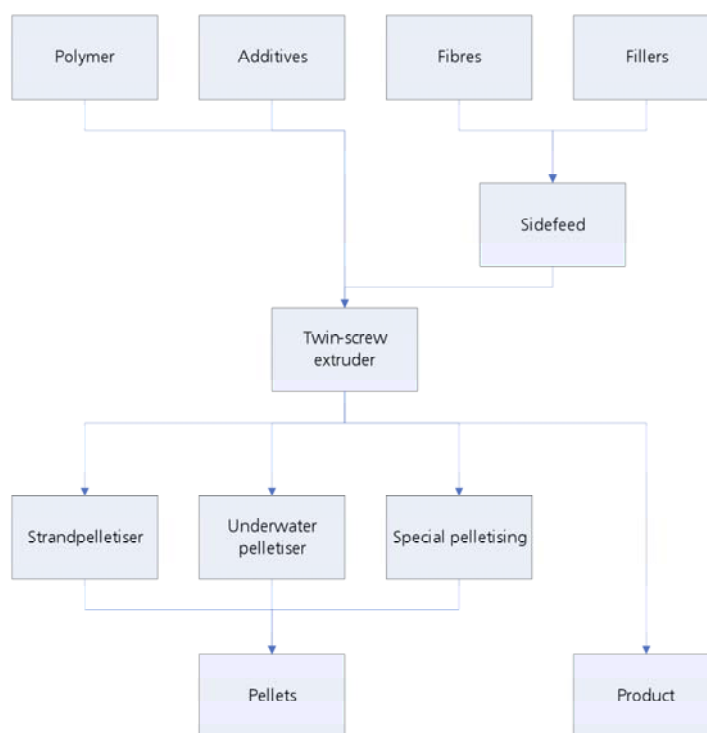 Polymer
Additives
Fibres
Fillers
Sidefeed
Twin-screw
extruder
Strandpelletiser
Underwater
pelletiser
Special pelletising
Pellets
Product